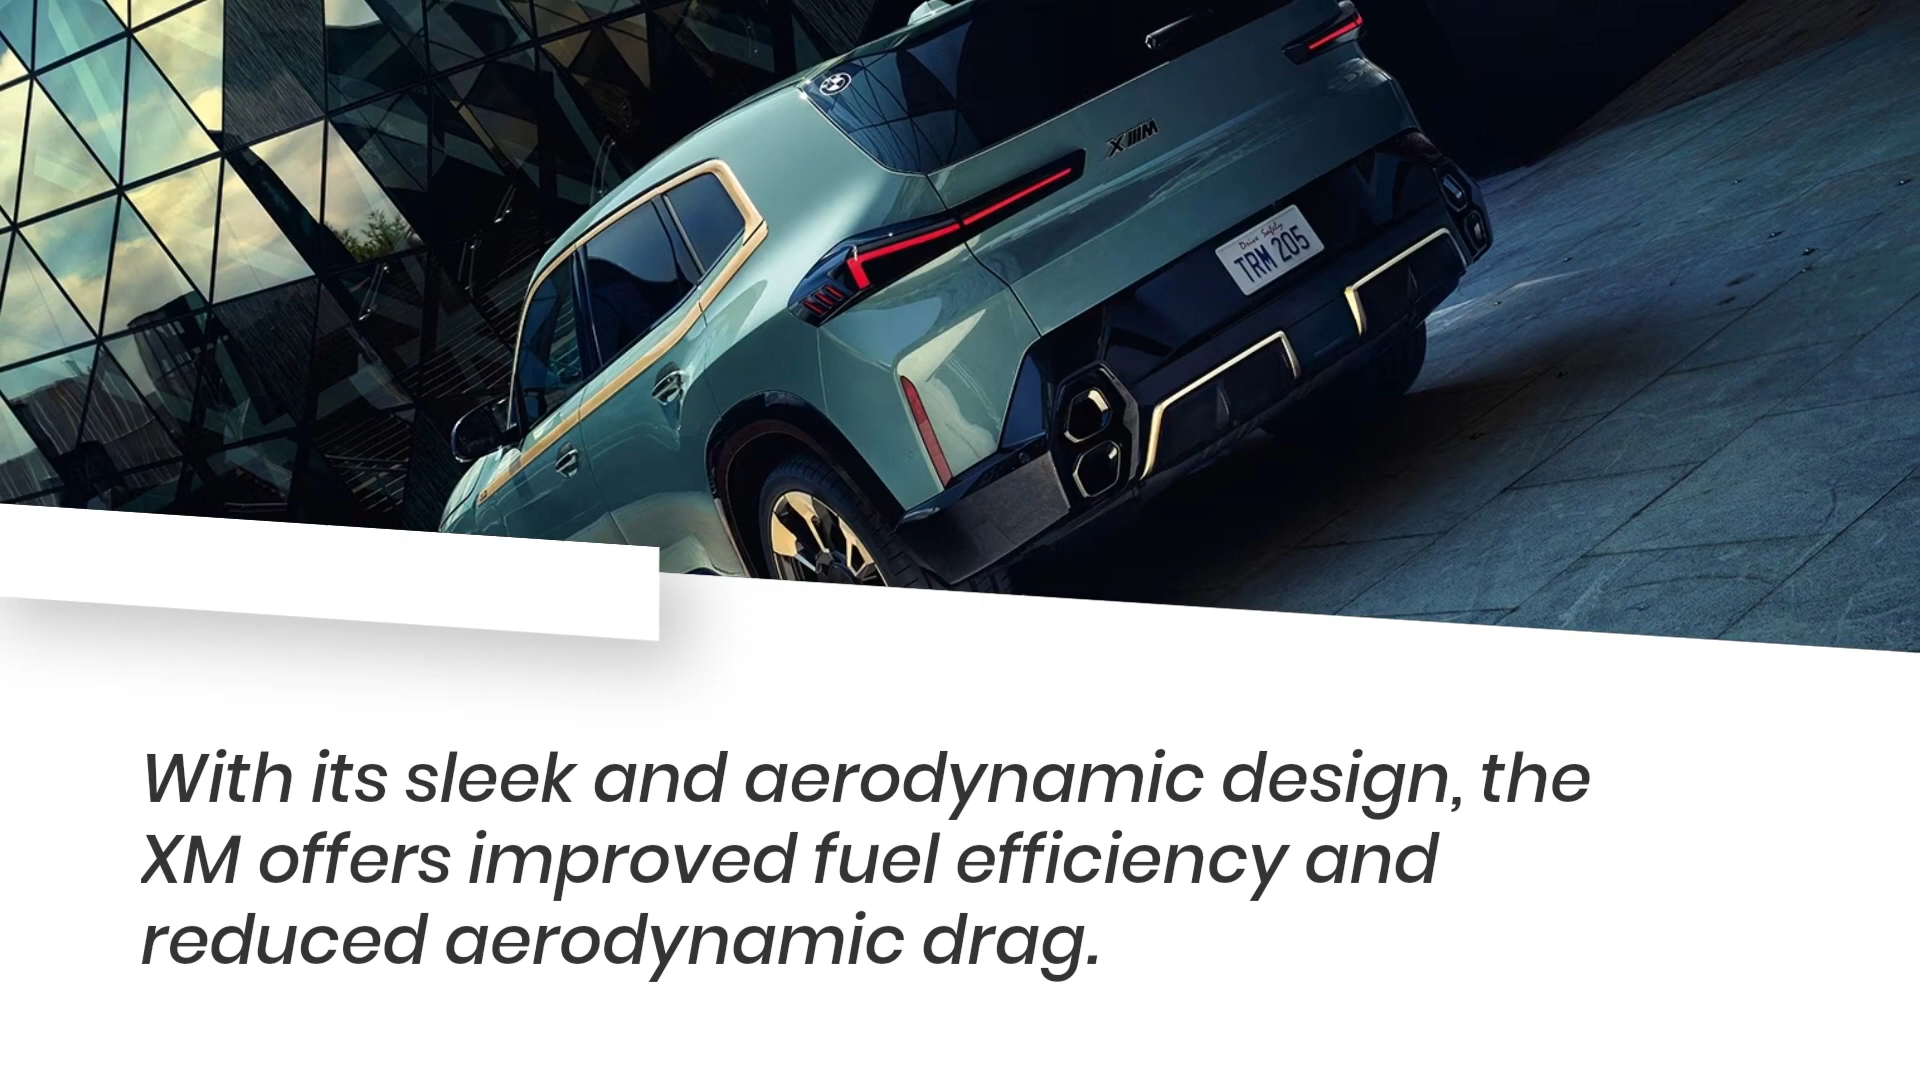 XM
Drive Safely
TRM 205
With its sleek and aerodynamic design, the
XM offers improved fuel efficiency and
reduced aerodynamic drag.